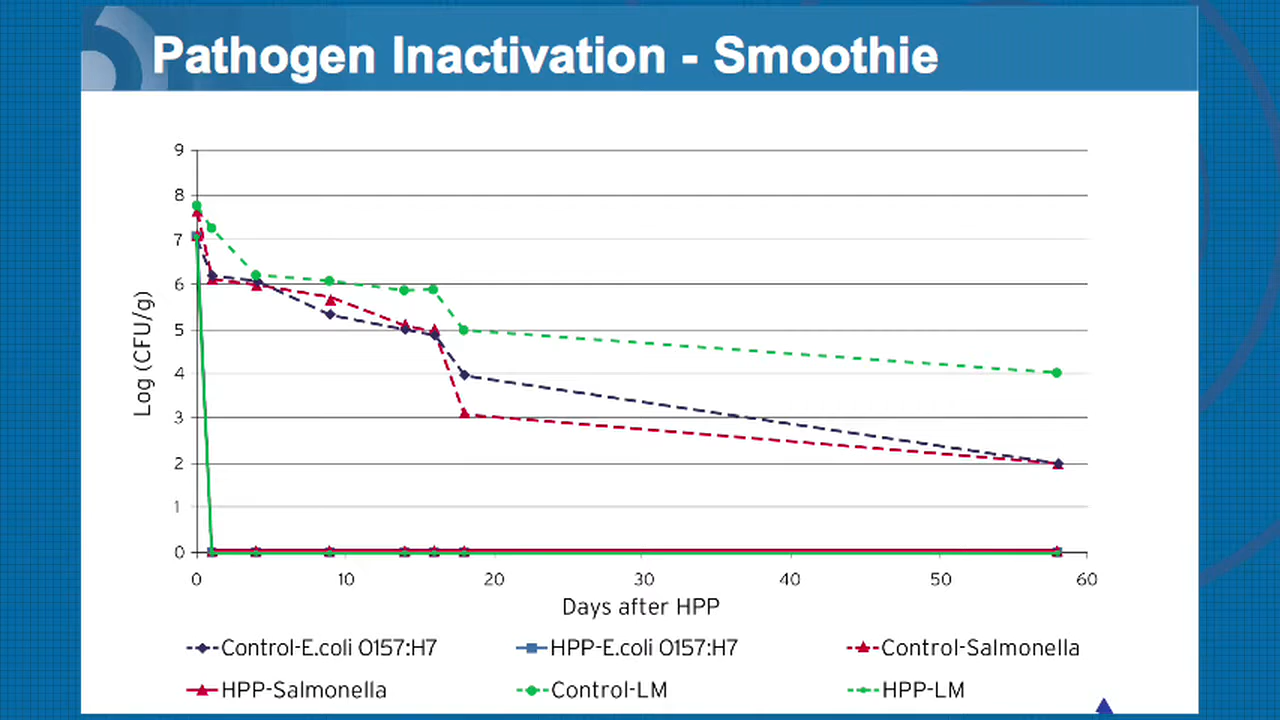 Pathogen Inactivation - Smoothie
9
8
7
6
5
4
3
2
1
0
Log (CFU/g)
0 10 20 30 40 50 60
Days after HPP
Control-E.coli O157:H7 HPP-E.coli O157:H7 Control-Salmonella
HPP-Salmonella Control-LM HPP-LM